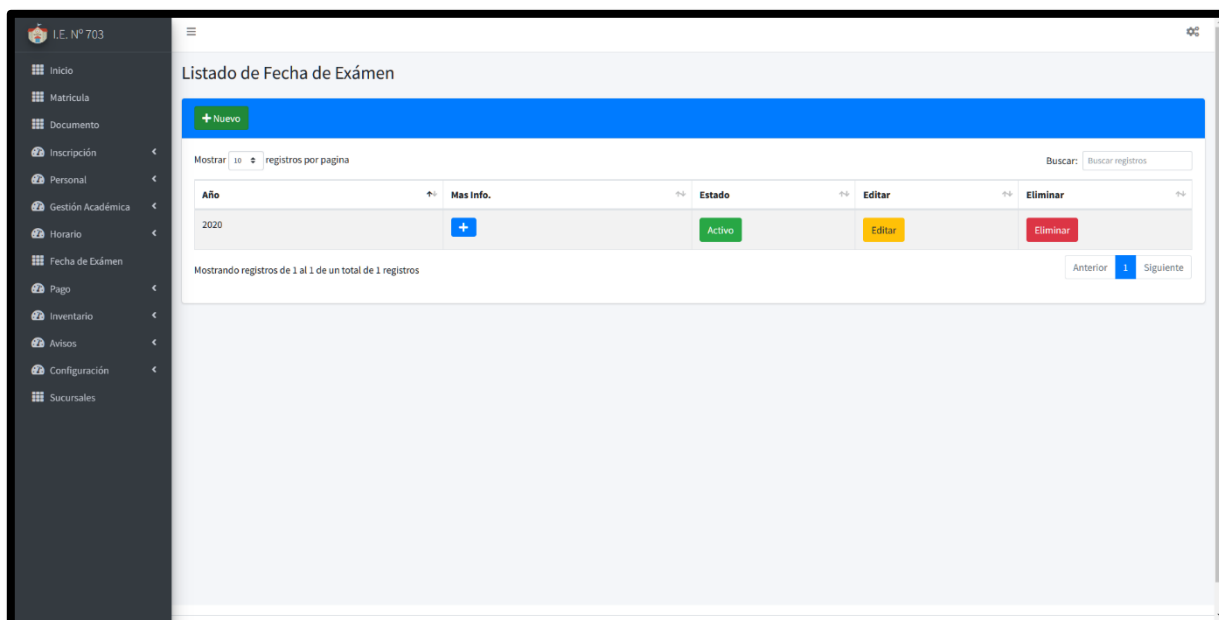 I.E. Nº 703
Inicio
Matricula
Documento
Inscripción
Personal
Gestión Académica
Horario
Fecha de Exámen
Pago
Inventario
Avisos
Configuración
Sucursales
Listado de Fecha de Exámen
+ Nuevo
Mostrar 10 registros por pagina
Buscar: Buscar registros
Año Mas Info. Estado Editar Eliminar
2020 + Activo Editar Eliminar
Mostrando registros de 1 al 1 de un total de 1 registros
Anterior 1 Siguiente